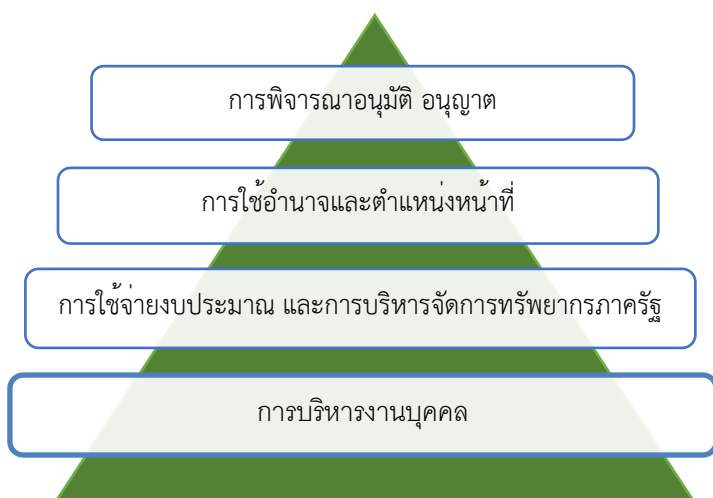 การพิจารณาอนุมัติ อนุญาต
การใช้อำนาจและตำแหน่งหน้าที่
การใช้จ่ายงบประมาณ และการบริหารจัดการทรัพยากรภาครัฐ
การบริหารงานบุคคล